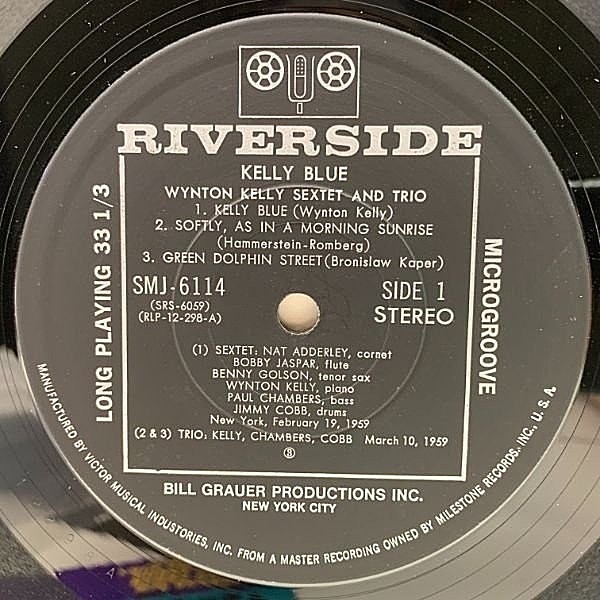 RIVERSIDE
KELLY BLUE
WYNTON KELLY SEXTET AND TRIO
1. KELLY BLUE (Wynton Kelly)
2. SOFTLY, AS IN A MORNING SUNRISE
(Hammerstein-Romberg)
3. GREEN DOLPHIN STREET (Bronislaw Kaper)
LONG PLAYING 33 1/3
MICROGROOVE
SMJ-6114
(SRS-6059)
(RLP-12-298-A)
SIDE 1
STEREO
(1) SEXTET: NAT ADDERLEY, cornet
BOBBY JASPAR, flute
BENNY GOLSON, tenor sax
WYNTON KELLY, piano
PAUL CHAMBERS, bass
JIMMY COBB, drums
New York, February 19, 1959
(2 & 3) TRIO: KELLY, CHAMBERS, COBB March 10, 1959
BILL GRAUER PRODUCTIONS INC.
NEW YORK CITY
MANUFACTURED BY VICTOR MUSICAL INDUSTORIES, INC. FROM A MASTER RECORDING OWNED BY MILESTONE RECORDS, INC., U. S. A.